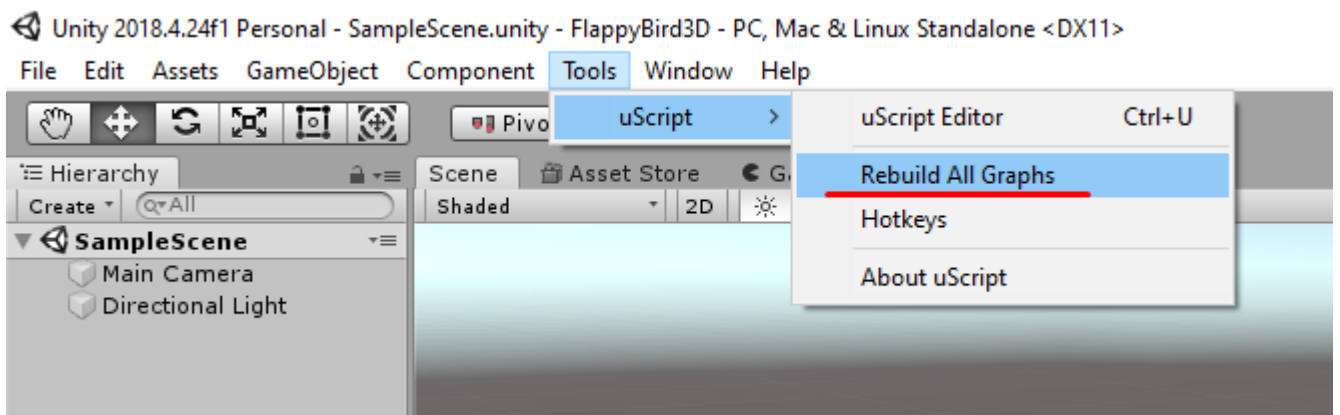 Unity 2018.4.24f1 Personal - SampleScene.unity - FlappyBird3D - PC, Mac & Linux Standalone <DX11>
File Edit Assets GameObject Component Tools Window Help
Pivo uScript > uScript Editor Ctrl+U
Hierarchy Scene Asset Store G Rebuild All Graphs
Create All Shaded 2D Hotkeys
SampleScene
Main Camera About uScript
Directional Light